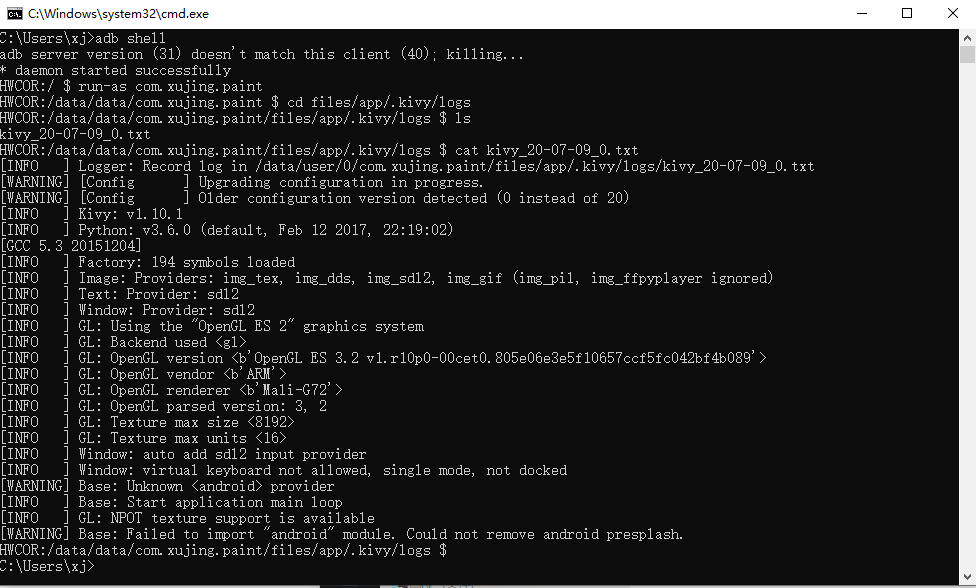 C:\Windows\system32\cmd.exe
C:\Users\xj>adb shell
adb server version (31) doesn't match this client (40); killing...
* daemon started successfully
HWCOR:/ $ run-as com.xujing.paint
HWCOR:/data/data/com.xujing.paint $ cd files/app/.kivy/logs
HWCOR:/data/data/com.xujing.paint/files/app/.kivy/logs $ ls
kivy_20-07-09_0.txt
HWCOR:/data/data/com.xujing.paint/files/app/.kivy/logs $ cat kivy_20-07-09_0.txt
[INFO   ] Logger: Record log in /data/user/0/com.xujing.paint/files/app/.kivy/logs/kivy_20-07-09_0.txt
[WARNING] [Config      ] Upgrading configuration in progress.
[WARNING] [Config      ] Older configuration version detected (0 instead of 20)
[INFO   ] Kivy: v1.10.1
[INFO   ] Python: v3.6.0 (default, Feb 12 2017, 22:19:02)
[GCC 5.3 20151204]
[INFO   ] Factory: 194 symbols loaded
[INFO   ] Image: Providers: img_tex, img_dds, img_sdl2, img_gif (img_pil, img_ffpyplayer ignored)
[INFO   ] Text: Provider: sdl2
[INFO   ] Window: Provider: sdl2
[INFO   ] GL: Using the "OpenGL ES 2" graphics system
[INFO   ] GL: Backend used <gl>
[INFO   ] GL: OpenGL version <b'OpenGL ES 3.2 v1.r10p0-00cet0.805e06e3e5f10657ccf5fc042bf4b089'>
[INFO   ] GL: OpenGL vendor <b'ARM'>
[INFO   ] GL: OpenGL renderer <b'Mali-G72'>
[INFO   ] GL: OpenGL parsed version: 3, 2
[INFO   ] GL: Texture max size <8192>
[INFO   ] GL: Texture max units <16>
[INFO   ] Window: auto add sdl2 input provider
[INFO   ] Window: virtual keyboard not allowed, single mode, not docked
[WARNING] Base: Unknown <android> provider
[INFO   ] Base: Start application main loop
[INFO   ] GL: NPOT texture support is available
[WARNING] Base: Failed to import "android" module. Could not remove android presplash.
HWCOR:/data/data/com.xujing.paint/files/app/.kivy/logs $
C:\Users\xj>